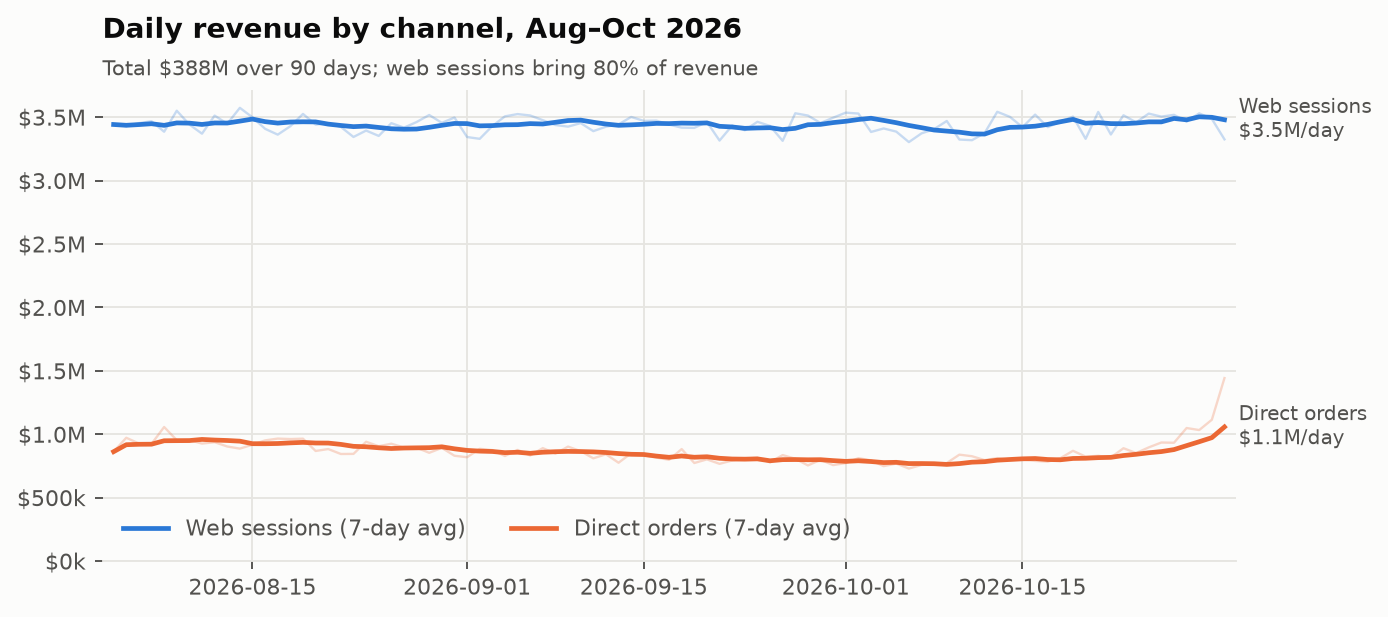 Daily revenue by channel, Aug–Oct 2026
Total $388M over 90 days; web sessions bring 80% of revenue
$3.5M
$3.0M
$2.5M
$2.0M
$1.5M
$1.0M
$500k
$0k
Web sessions
$3.5M/day
Direct orders
$1.1M/day
Web sessions (7-day avg)
Direct orders (7-day avg)
2026-08-15
2026-09-01
2026-09-15
2026-10-01
2026-10-15